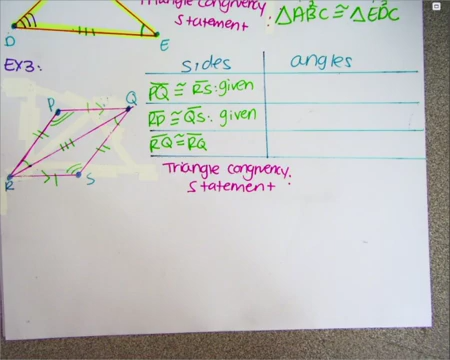 Triangle congruency
Statement :
△ABC ≅ △EDC
D
E
EX3:
sides
angles
PQ ≅ RS: given
RP ≅ QS: given
RQ ≅ RQ
P
Q
R
S
Triangle congruency
Statement :